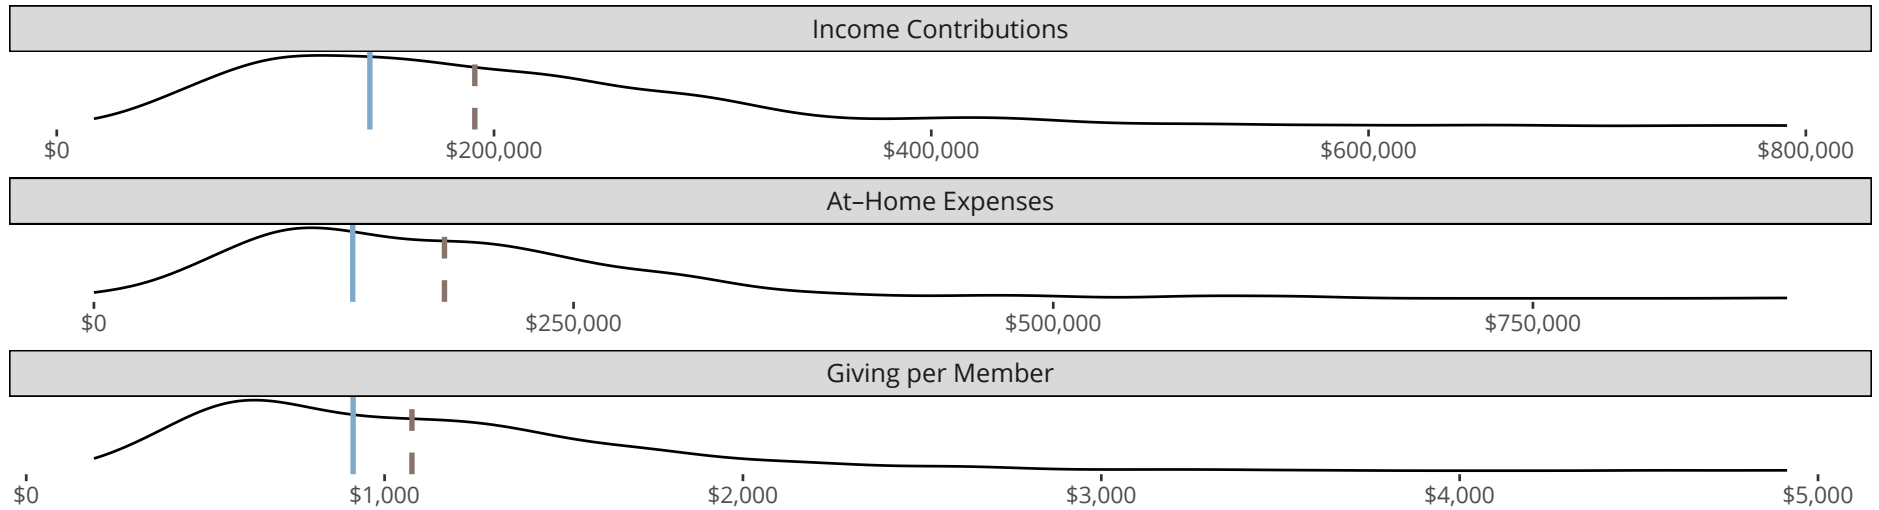 Income Contributions
$0 $200,000 $400,000 $600,000 $800,000
At–Home Expenses
$0 $250,000 $500,000 $750,000
Giving per Member
$0 $1,000 $2,000 $3,000 $4,000 $5,000